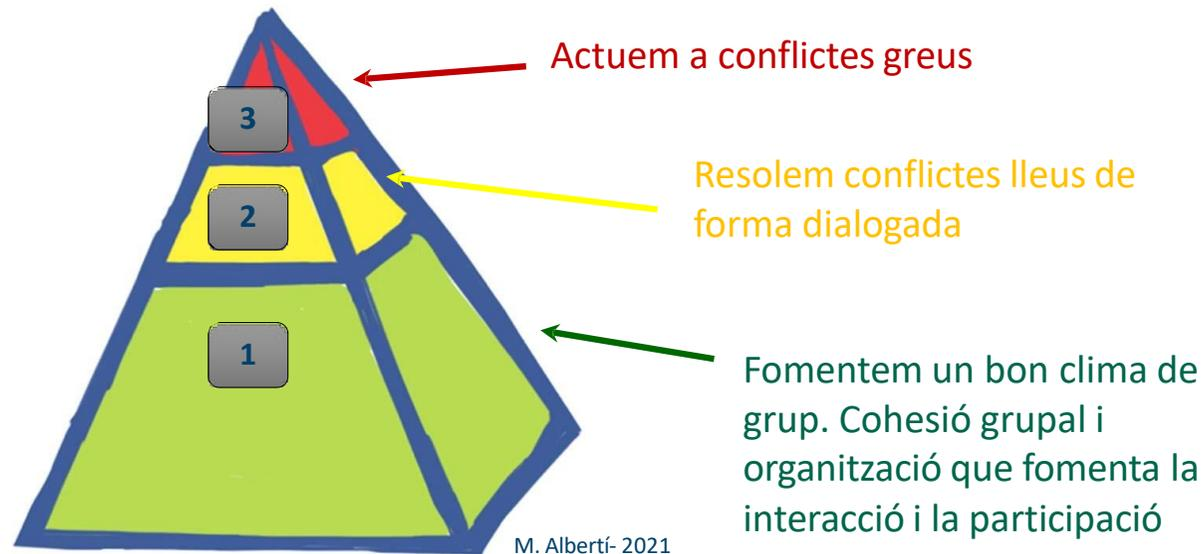 Actuem a conflictes greus
3
Resolem conflictes lleus de
forma dialogada
2
1
Fomentem un bon clima de
grup. Cohesió grupal i
organització que fomenta la
interacció i la participació
M. Albertí- 2021